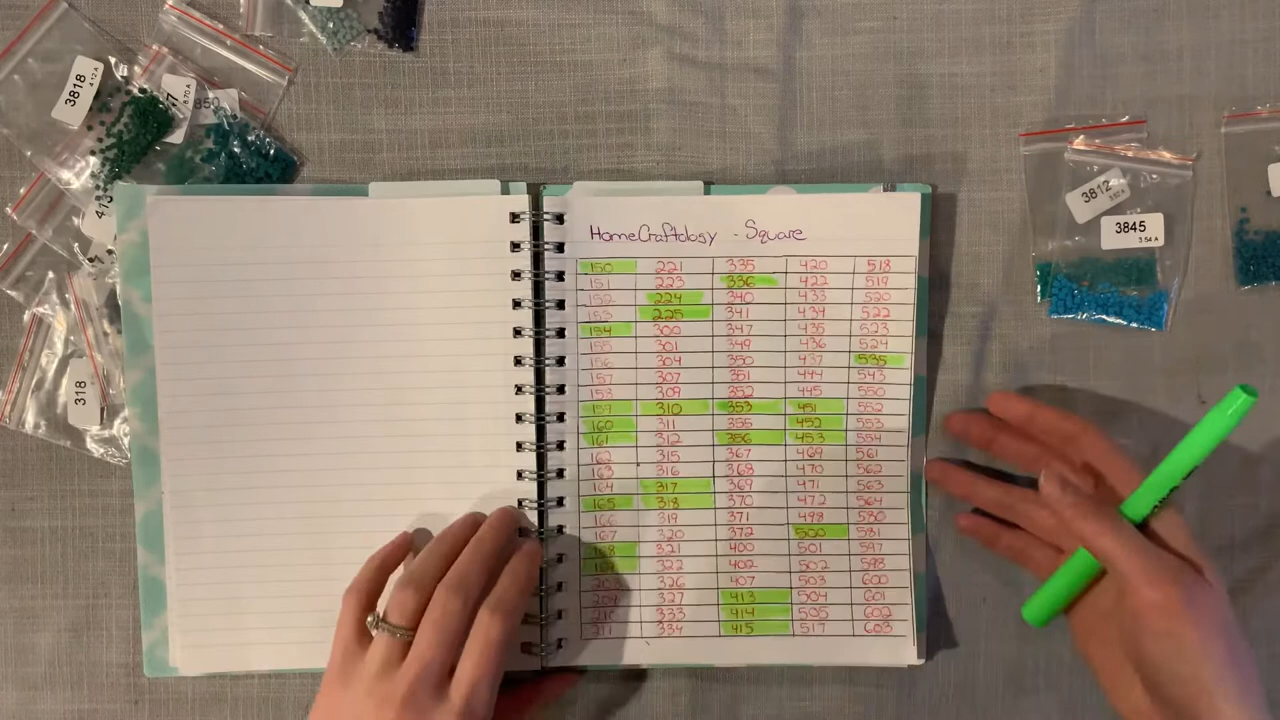 3818
4.12 A
8.70 A
318
3812
3845
3.54 A
HomeCraftology - Square
150 221 335 420 518
151 223 336 422 519
152 224 340 433 520
153 225 341 434 522
154 300 347 435 523
155 301 349 436 524
156 304 350 437 535
157 307 351 444 543
158 309 352 445 550
159 310 353 451 552
160 311 355 452 553
161 312 356 453 554
162 315 367 469 561
163 316 368 470 562
164 317 369 471 563
165 318 370 472 564
166 319 371 498 580
167 320 372 500 581
168 321 400 501 597
169 322 402 502 598
326 407 503 600
209 327 413 504 601
210 333 414 505 602
211 334 415 517 603